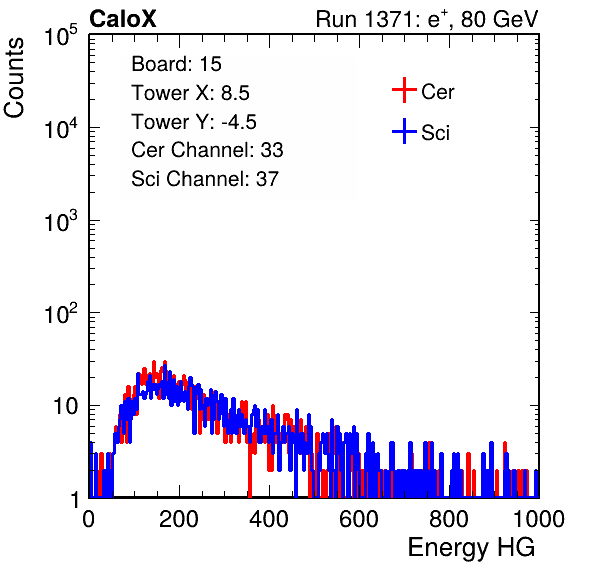 CaloX Run 1371: e⁺, 80 GeV
Counts
10⁵
10⁴
10³
10²
10
1
Board: 15
Tower X: 8.5
Tower Y: -4.5
Cer Channel: 33
Sci Channel: 37
Cer
Sci
0 200 400 600 800 1000
Energy HG